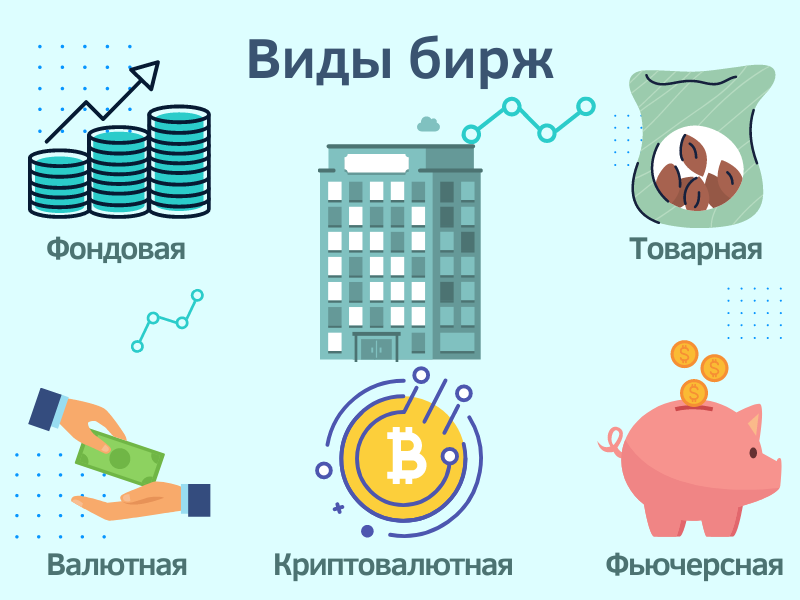 Виды бирж
Фондовая
Товарная
Валютная
Криптовалютная
Фьючерсная